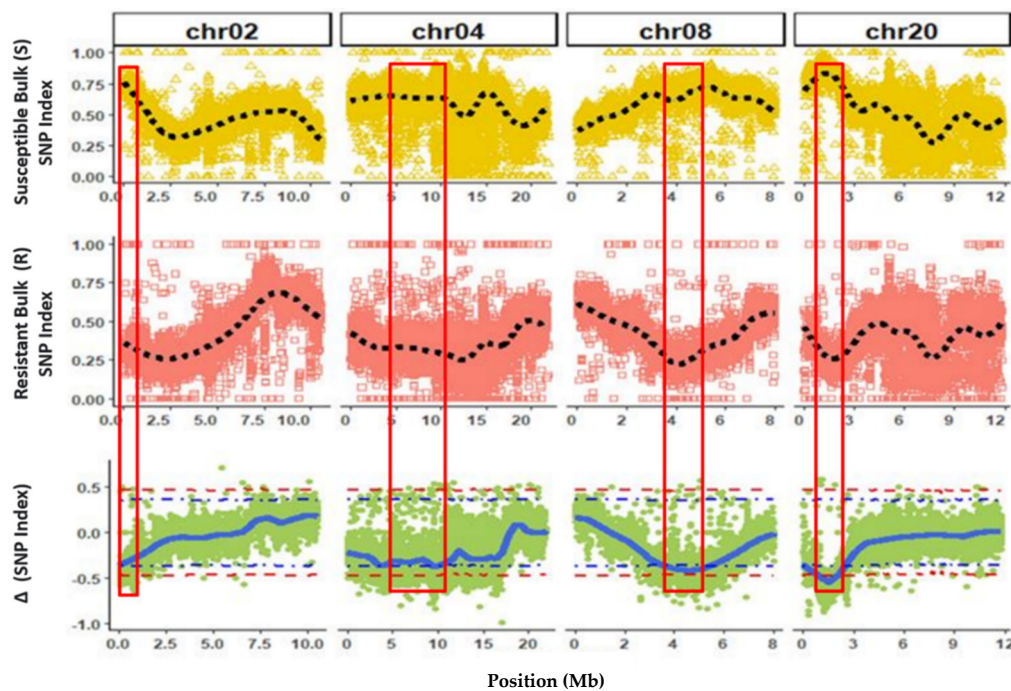 chr02 chr04 chr08 chr20
Susceptible Bulk (S)
SNP Index
1.00
0.75
0.50
0.25
0.00
0.0 2.5 5.0 7.5 10.0 0 5 10 15 20 0 2 4 6 8 0 3 6 9 12
Resistant Bulk (R)
SNP Index
1.00
0.75
0.50
0.25
0.00
0.0 2.5 5.0 7.5 10.0 0 5 10 15 20 0 2 4 6 8 0 3 6 9 12
Δ (SNP Index)
0.5
0.0
-0.5
-1.0
0.0 2.5 5.0 7.5 10.0 0 5 10 15 20 0 2 4 6 8 0 3 6 9 12
Position (Mb)